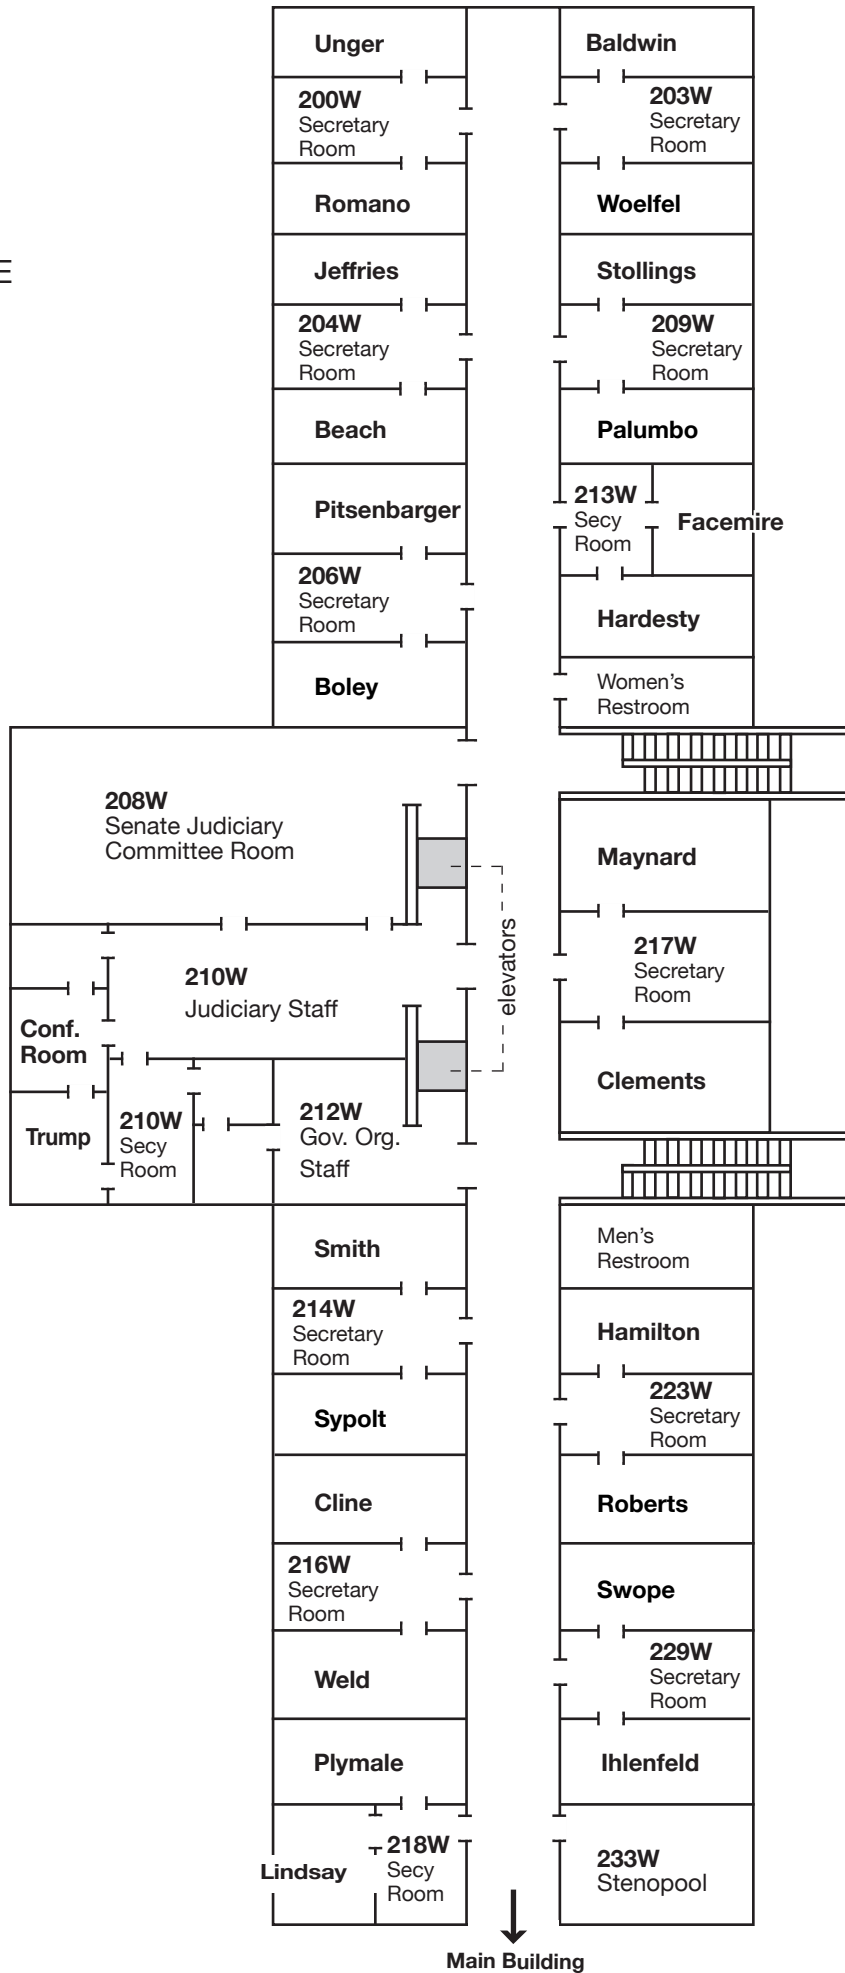 Unger
Baldwin
200W
Secretary
Room
203W
Secretary
Room
Romano
Woelfel
E
Jeffries
Stollings
204W
Secretary
Room
209W
Secretary
Room
Beach
Palumbo
Pitsenbarger
213W
Secy
Room
Facemire
206W
Secretary
Room
Hardesty
Boley
Women's
Restroom
208W
Senate Judiciary
Committee Room
Maynard
elevators
210W
Judiciary Staff
217W
Secretary
Room
Conf.
Room
Clements
Trump
210W
Secy
Room
212W
Gov. Org.
Staff
Smith
Men's
Restroom
214W
Secretary
Room
Hamilton
Sypolt
223W
Secretary
Room
Cline
Roberts
216W
Secretary
Room
Swope
Weld
229W
Secretary
Room
Plymale
Ihlenfeld
Lindsay
218W
Secy
Room
233W
Stenopool
Main Building